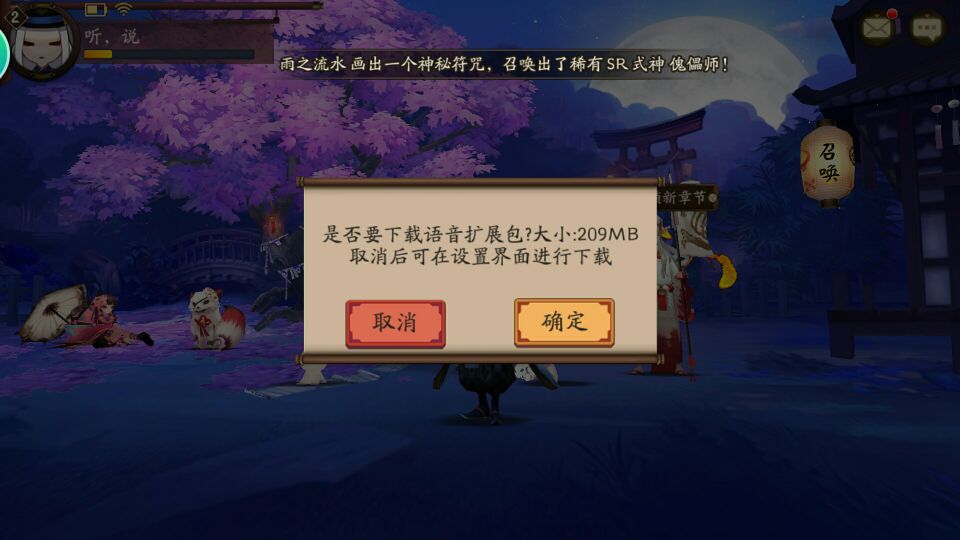 2
听，说
雨之流水 画出一个神秘符咒，召唤出了稀有SR式神 傀儡师！
召唤
新章节
是否要下载语音扩展包?大小:209MB
取消后可在设置界面进行下载
取消
确定